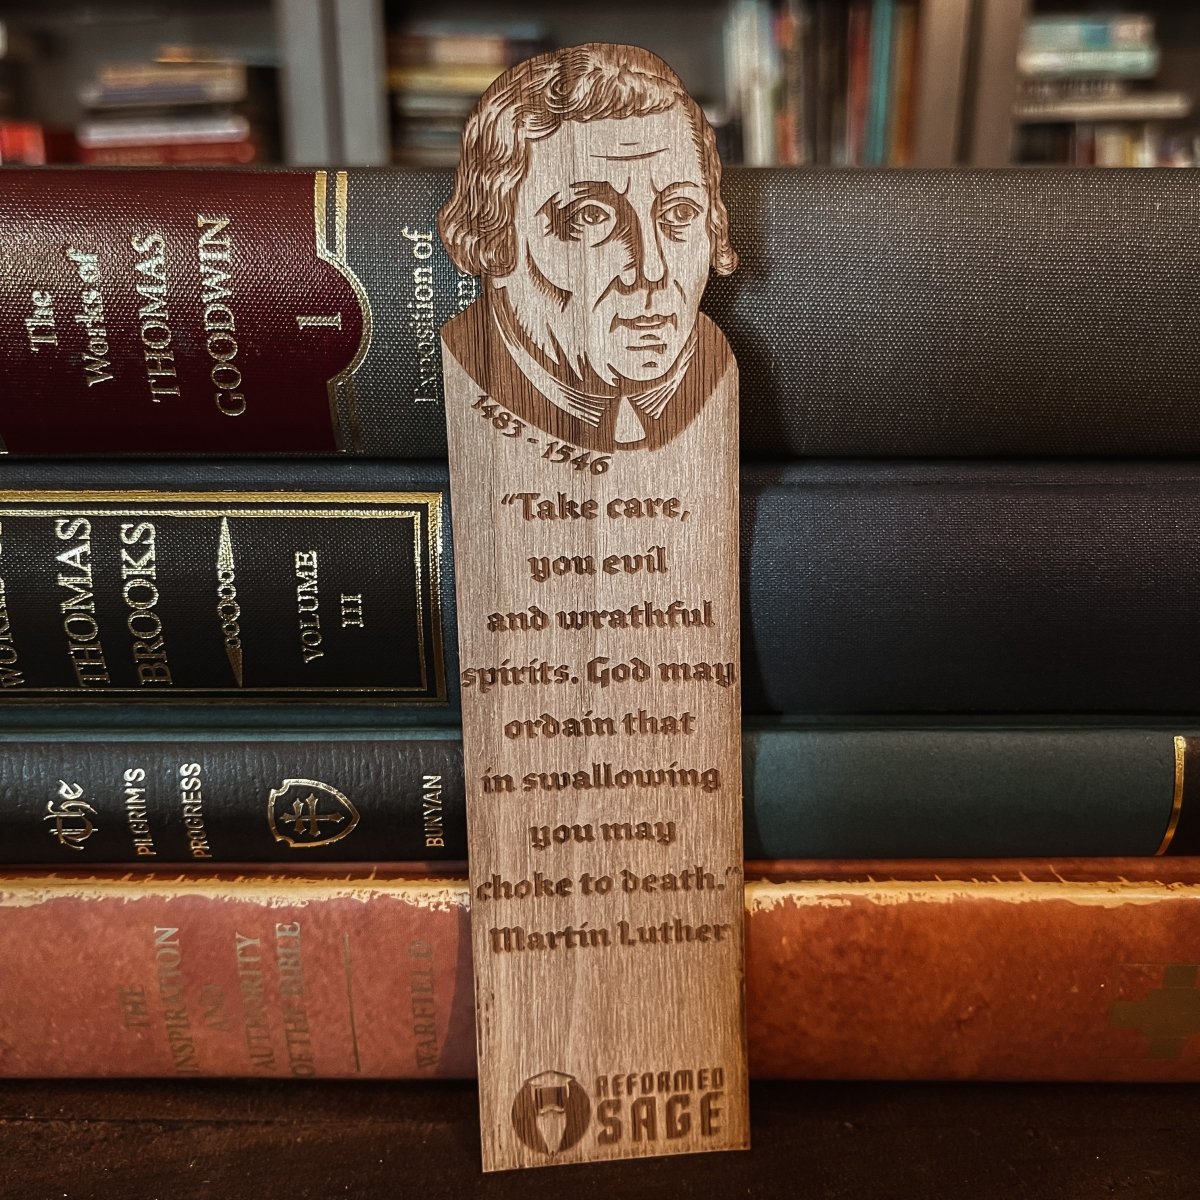 The
Works of
THOMAS
GOODWIN
1
Exposition of
THOMAS
BROOKS
VOLUME
III
The
PILGRIM'S
PROGRESS
BUNYAN
THE
INSPIRATION
AND
AUTHORITY
OF THE BIBLE
WARFIELD
1483 - 1546
“Take care,
you evil
and wrathful
spirits. God may
ordain that
in swallowing
you may
choke to death.”
Martin Luther
REFORMED
SAGE